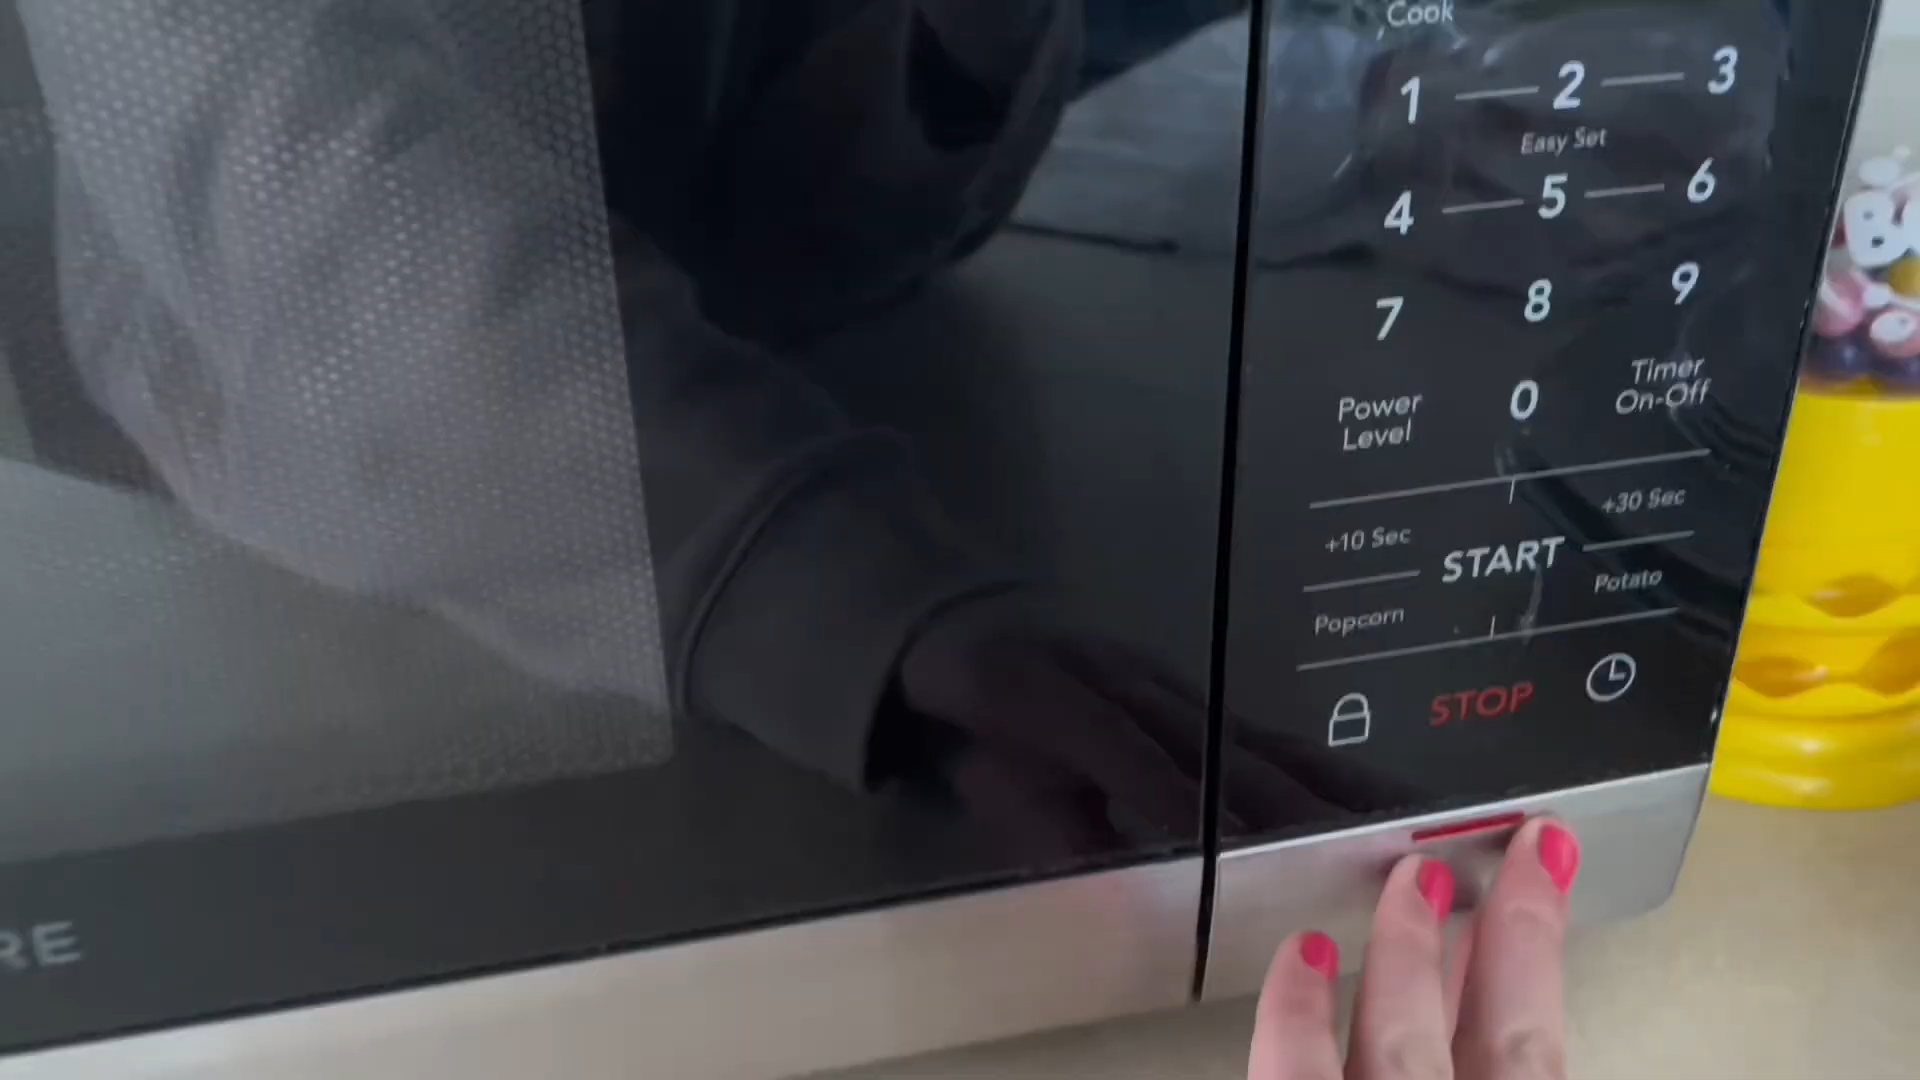 Cook
1 2 3
Easy Set
4 5 6
7 8 9
Power Level 0 Timer On-Off
+10 Sec +30 Sec
START
Popcorn Potato
STOP
RE
B